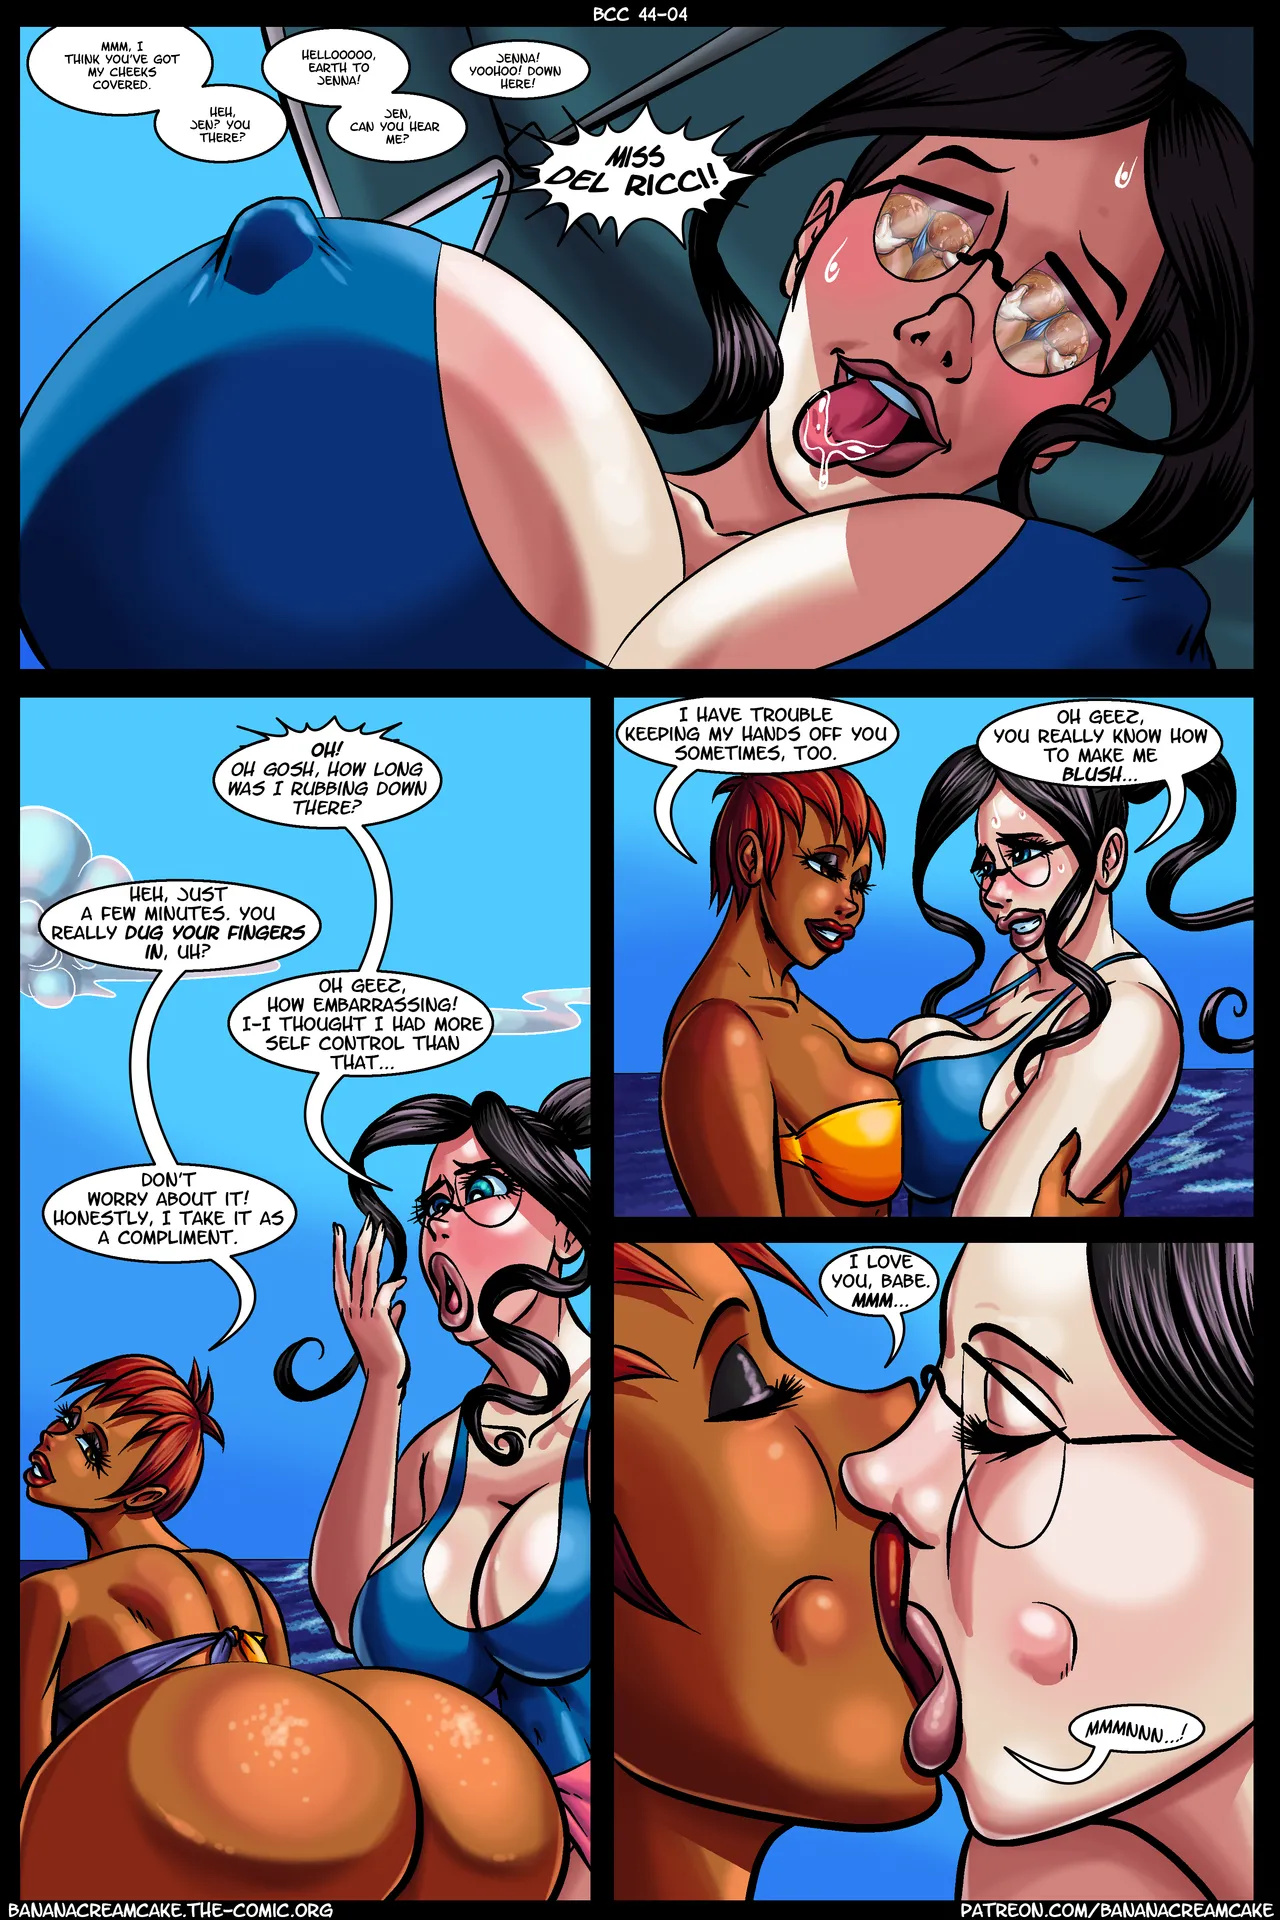 BCC 44-04
MMM, I
THINK YOU'VE GOT
MY CHEEKS
COVERED.
HEH,
JEN? YOU
THERE?
HELLOOOOO,
EARTH TO
JENNA!
JEN,
CAN YOU HEAR
ME?
JENNA!
YOOHOO! DOWN
HERE!
MISS
DEL RICCI!
OH!
OH GOSH, HOW LONG
WAS I RUBBING DOWN
THERE?
HEH, JUST
A FEW MINUTES. YOU
REALLY DUG YOUR FINGERS
IN, UH?
OH GEEZ,
HOW EMBARRASSING!
I-I THOUGHT I HAD MORE
SELF CONTROL THAN
THAT...
DON'T
WORRY ABOUT IT!
HONESTLY, I TAKE IT AS
A COMPLIMENT.
I HAVE TROUBLE
KEEPING MY HANDS OFF YOU
SOMETIMES, TOO.
OH GEEZ,
YOU REALLY KNOW HOW
TO MAKE ME
BLUSH...
I LOVE
YOU, BABE.
MMM...
MMMNNN...!
BANANACREAMCAKE.THE-COMIC.ORG
PATREON.COM/BANANACREAMCAKE